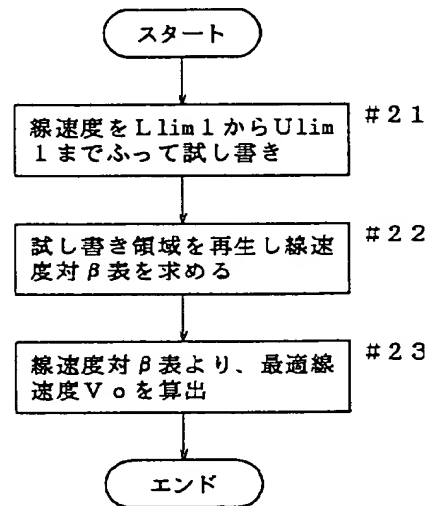 スタート
線速度をLlim1からUlim
1までふって試し書き
#21
試し書き領域を再生し線速
度対β表を求める
#22
線速度対β表より、最適線
速度Voを算出
#23
エンド